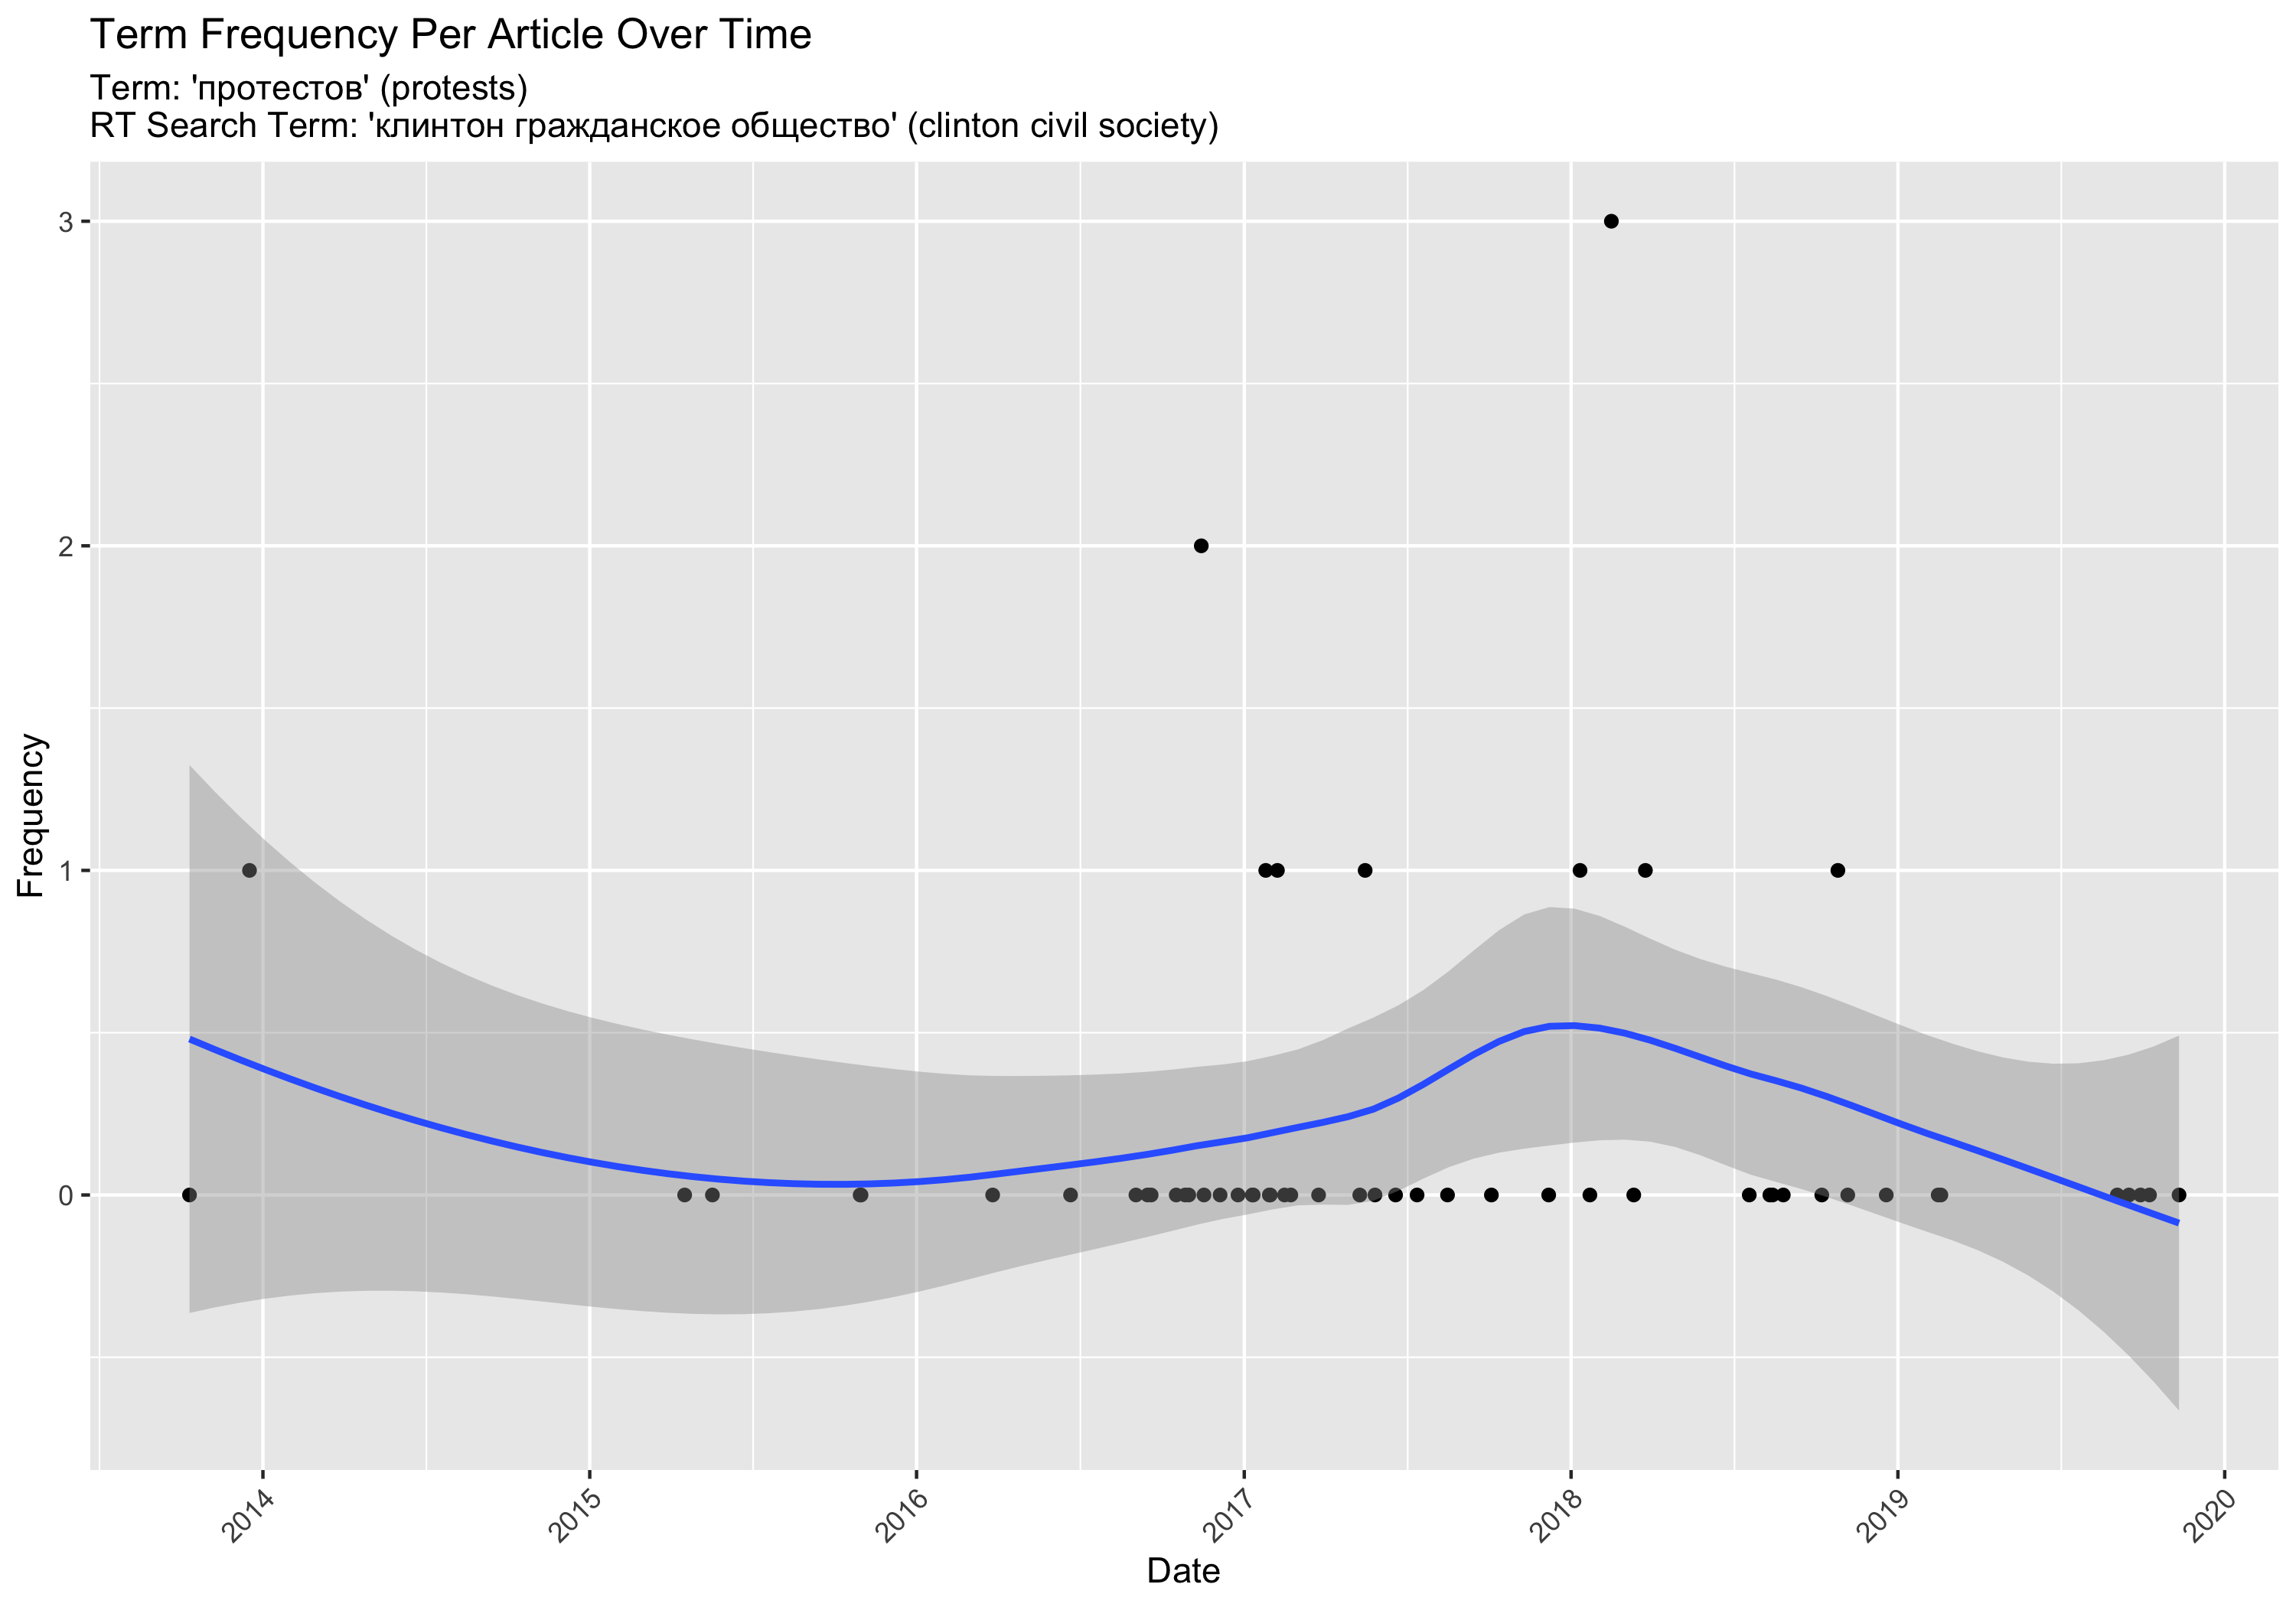 Term Frequency Per Article Over Time
Term: 'протестов' (protests)
RT Search Term: 'клинтон гражданское общество' (clinton civil society)
3
2
1
0
Frequency
2014
2015
2016
2017
2018
2019
2020
Date